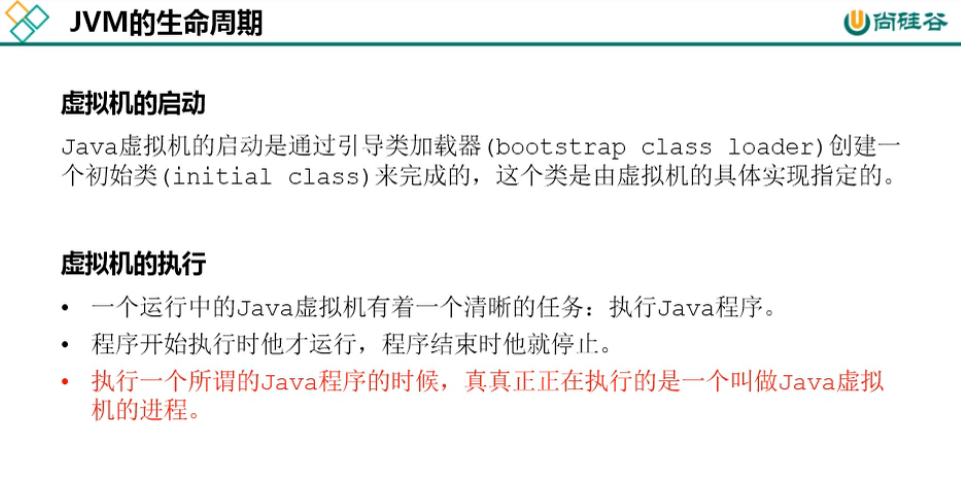 JVM的生命周期
尚硅谷
虚拟机的启动
Java虚拟机的启动是通过引导类加载器(bootstrap class loader)创建一
个初始类(initial class)来完成的，这个类是由虚拟机的具体实现指定的。
虚拟机的执行
• 一个运行中的Java虚拟机有着一个清晰的任务：执行Java程序。
• 程序开始执行时他才运行，程序结束时他就停止。
• 执行一个所谓的Java程序的时候，真真正正在执行的是一个叫做Java虚拟
机的进程。